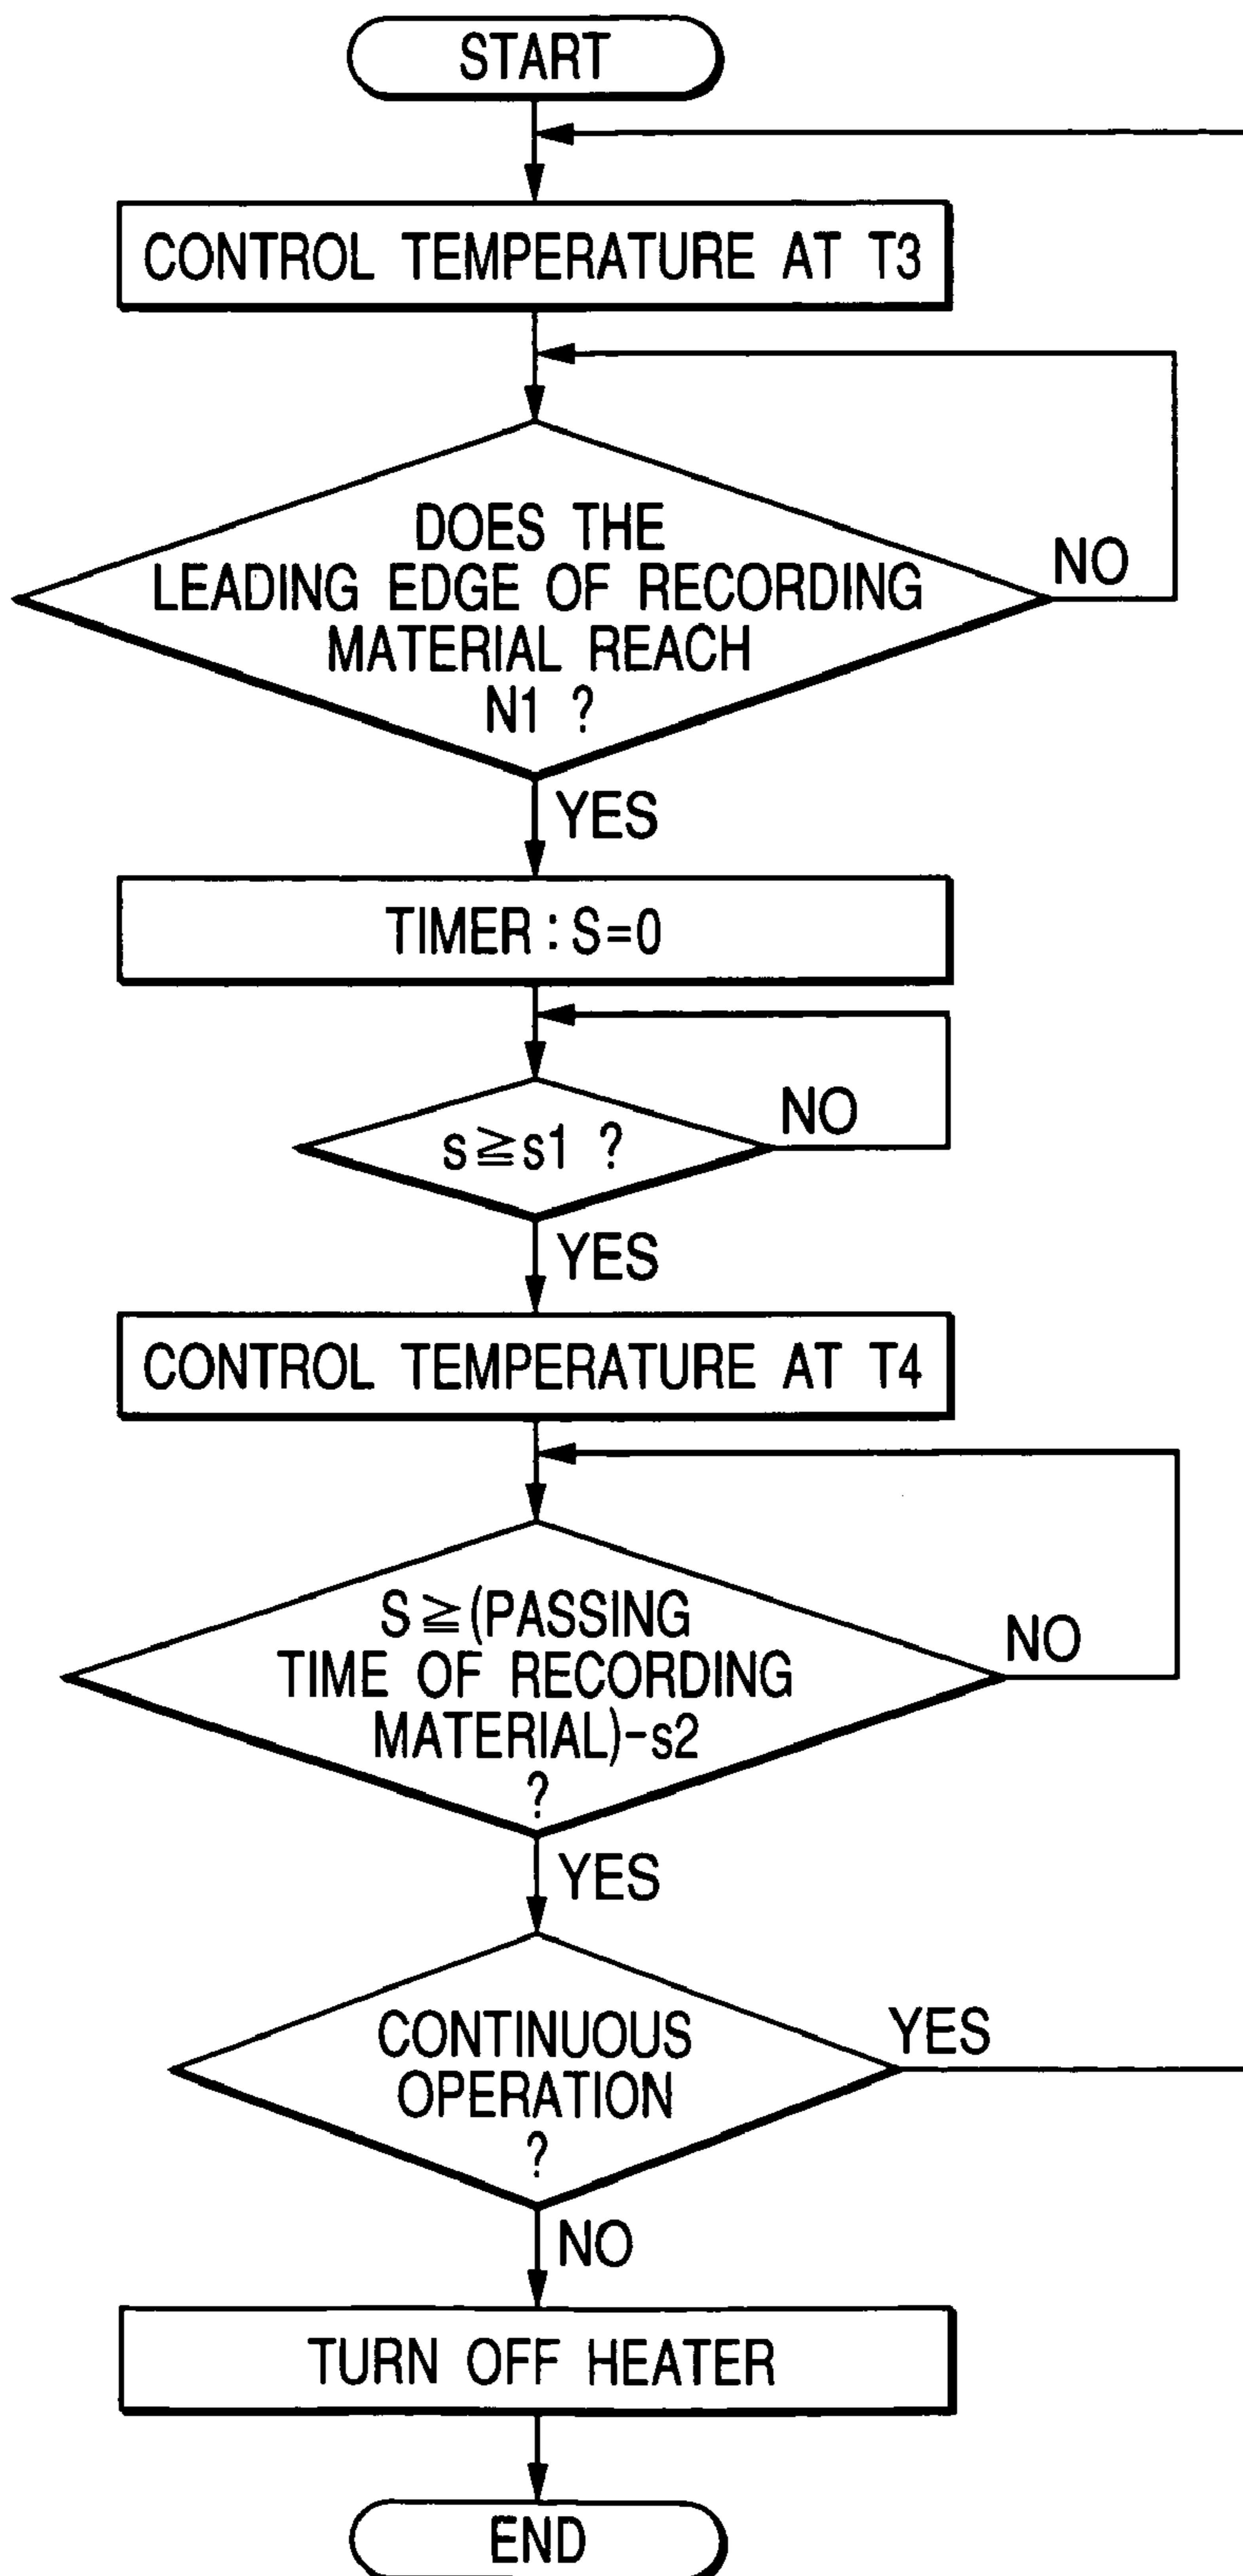 START
CONTROL TEMPERATURE AT T3
DOES THE
LEADING EDGE OF RECORDING
MATERIAL REACH
N1 ?
NO
YES
TIMER : S=0
s≧s1 ?
NO
YES
CONTROL TEMPERATURE AT T4
S≧(PASSING
TIME OF RECORDING
MATERIAL)-s2
?
NO
YES
CONTINUOUS
OPERATION
?
YES
NO
TURN OFF HEATER
END